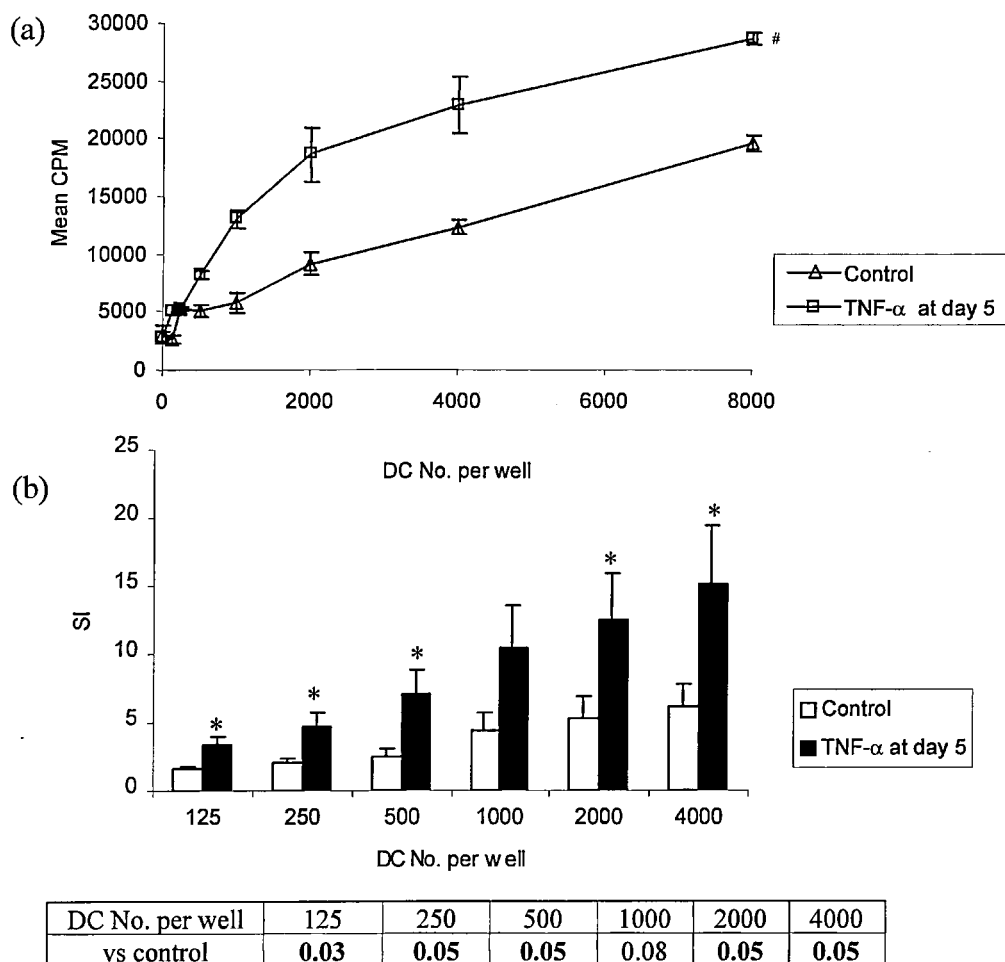 (a)
30000
25000
20000
15000
10000
5000
0
Mean CPM
#
Control
TNF-α at day 5
0 2000 4000 6000 8000
DC No. per well
(b)
25
20
15
10
5
0
SI
* * * * *
Control
TNF-α at day 5
125 250 500 1000 2000 4000
DC No. per well
DC No. per well 125 250 500 1000 2000 4000
vs control 0.03 0.05 0.05 0.08 0.05 0.05